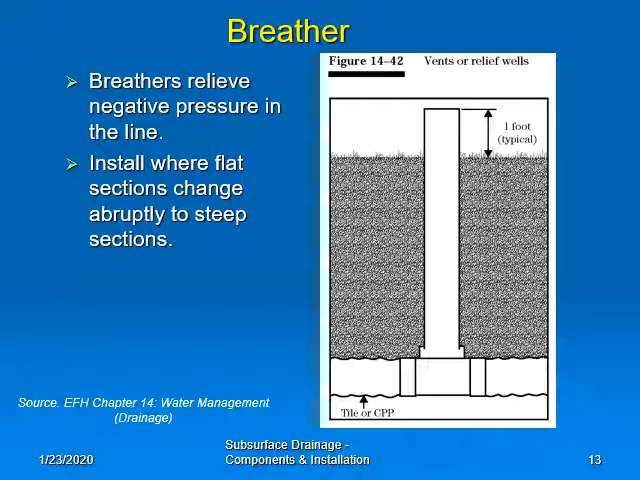 Breather
Breathers relieve
negative pressure in
the line.
Install where flat
sections change
abruptly to steep
sections.
Figure 14-42 Vents or relief wells
1 foot
(typical)
Tile or CPP
Source. EFH Chapter 14: Water Management
(Drainage)
1/23/2020
Subsurface Drainage -
Components & Installation
13